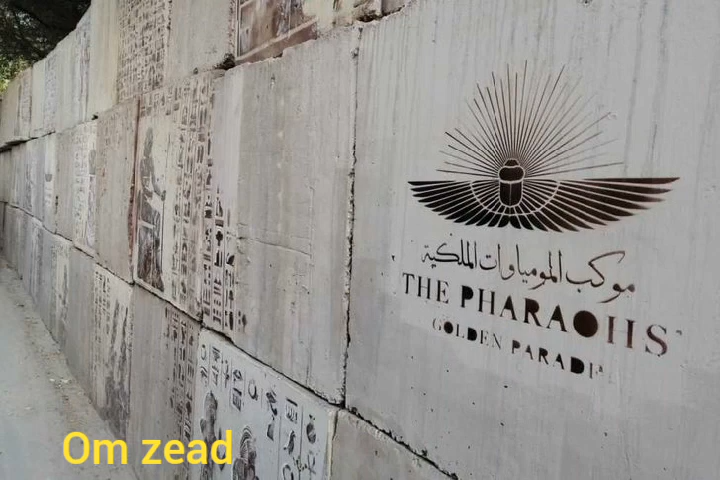 موكب المومياوات الملكية
THE PHARAOHS'
GOLDEN PARADE
Om zead